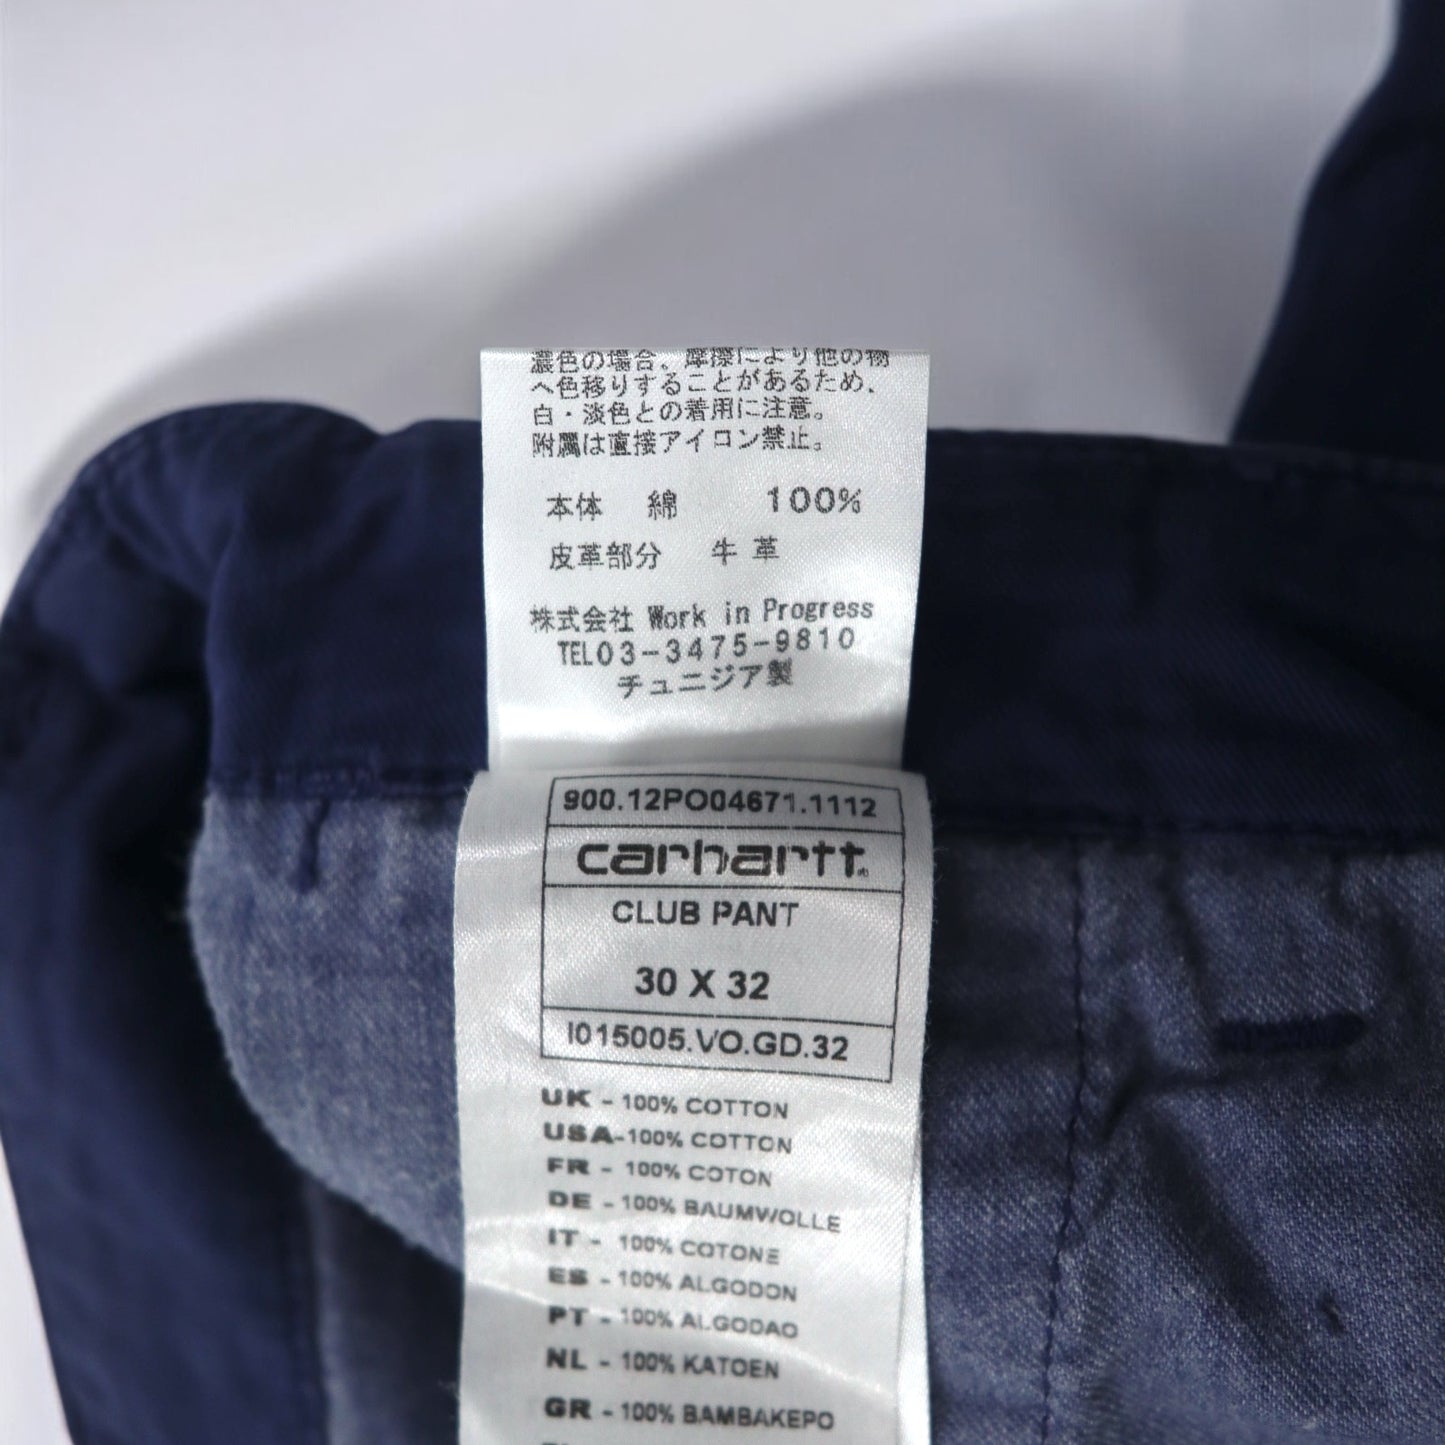 濃色の場合、摩擦により他の物
へ色移りすることがあるため、
白・淡色との着用に注意。
附属は直接アイロン禁止。
本体 綿 100%
皮革部分 牛革
株式会社 Work in Progress
TEL03-3475-9810
チュニジア製
900.12PO04671.1112
carhartt
CLUB PANT
30 X 32
I015005.VO.GD.32
UK - 100% COTTON
USA-100% COTTON
FR - 100% COTON
DE - 100% BAUMWOLLE
IT - 100% COTONE
ES - 100% ALGODON
PT - 100% ALGODAO
NL - 100% KATOEN
GR - 100% BAMBAKEPO